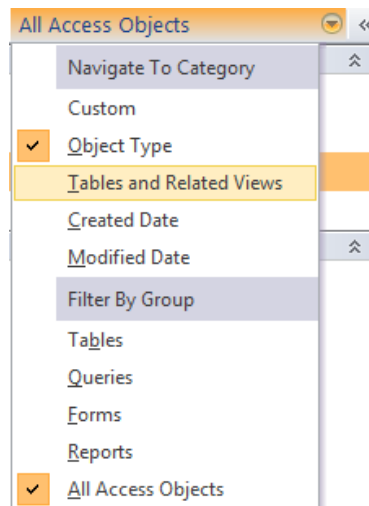 All Access Objects
Navigate To Category
Custom
Object Type
Tables and Related Views
Created Date
Modified Date
Filter By Group
Tables
Queries
Forms
Reports
All Access Objects